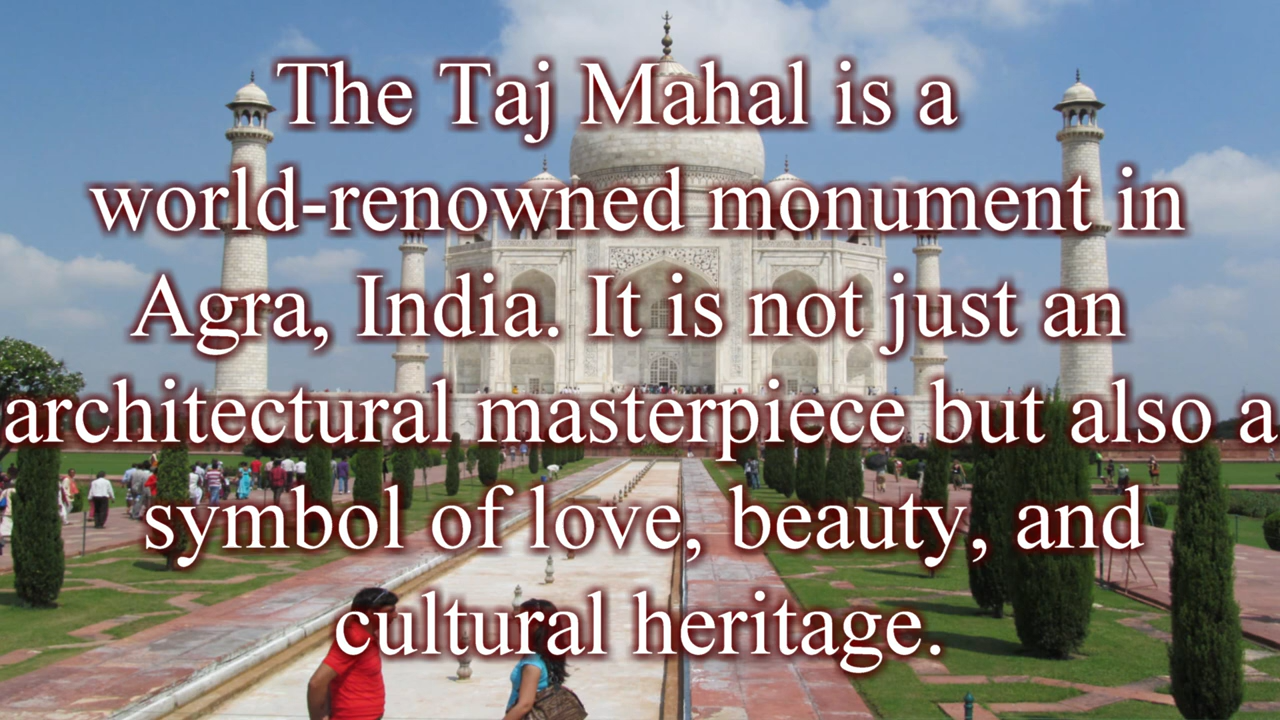 The Taj Mahal is a
world-renowned monument in
Agra, India. It is not just an
architectural masterpiece but also a
symbol of love, beauty, and
cultural heritage.